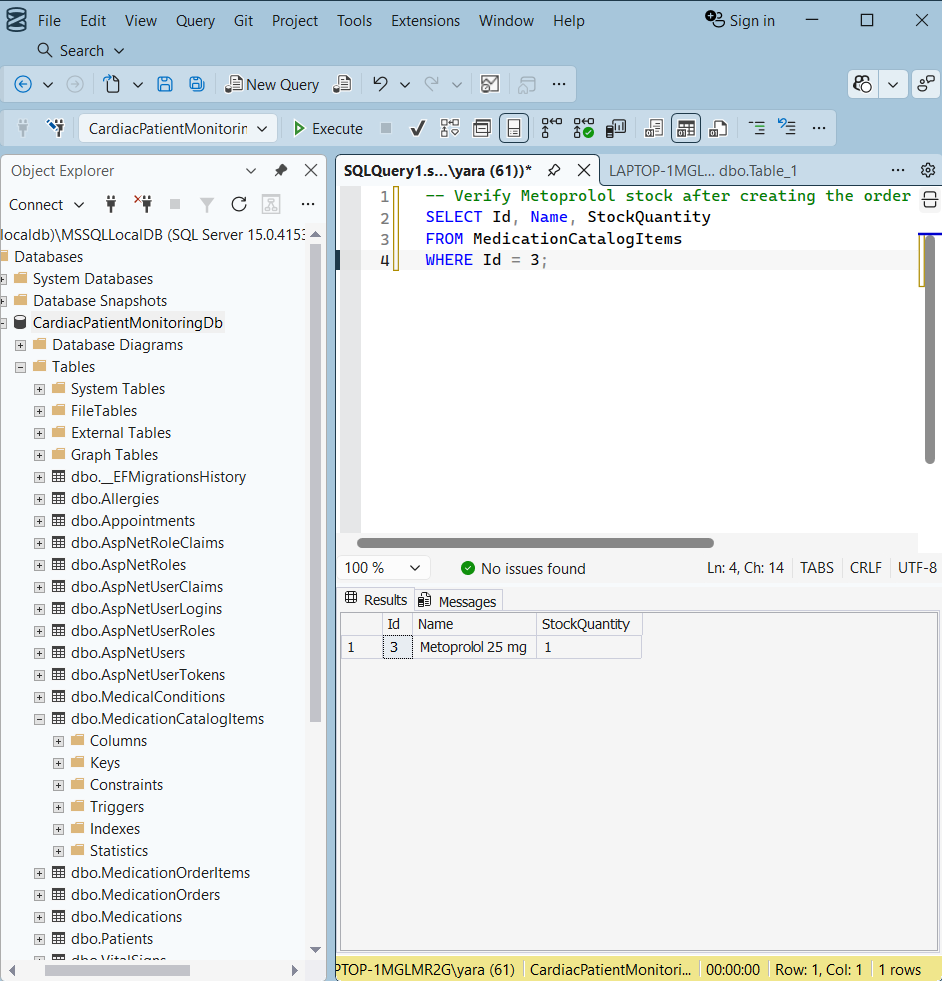 File Edit View Query Git Project Tools Extensions Window Help Sign in
Search
New Query
CardiacPatientMonitorin Execute
Object Explorer
Connect
localdb)\MSSQLLocalDB (SQL Server 15.0.4153
Databases
System Databases
Database Snapshots
CardiacPatientMonitoringDb
Database Diagrams
Tables
System Tables
FileTables
External Tables
Graph Tables
dbo.__EFMigrationsHistory
dbo.Allergies
dbo.Appointments
dbo.AspNetRoleClaims
dbo.AspNetRoles
dbo.AspNetUserClaims
dbo.AspNetUserLogins
dbo.AspNetUserRoles
dbo.AspNetUsers
dbo.AspNetUserTokens
dbo.MedicalConditions
dbo.MedicationCatalogItems
Columns
Keys
Constraints
Triggers
Indexes
Statistics
dbo.MedicationOrderItems
dbo.MedicationOrders
dbo.Medications
dbo.Patients
dbo.VitalSigns
SQLQuery1.s...\yara (61))* LAPTOP-1MGL... dbo.Table_1
1 -- Verify Metoprolol stock after creating the order
2 SELECT Id, Name, StockQuantity
3 FROM MedicationCatalogItems
4 WHERE Id = 3;
100 % No issues found Ln: 4, Ch: 14 TABS CRLF UTF-8
Results Messages
Id Name StockQuantity
1 3 Metoprolol 25 mg 1
PTOP-1MGLMR2G\yara (61) CardiacPatientMonitori... 00:00:00 Row: 1, Col: 1 1 rows